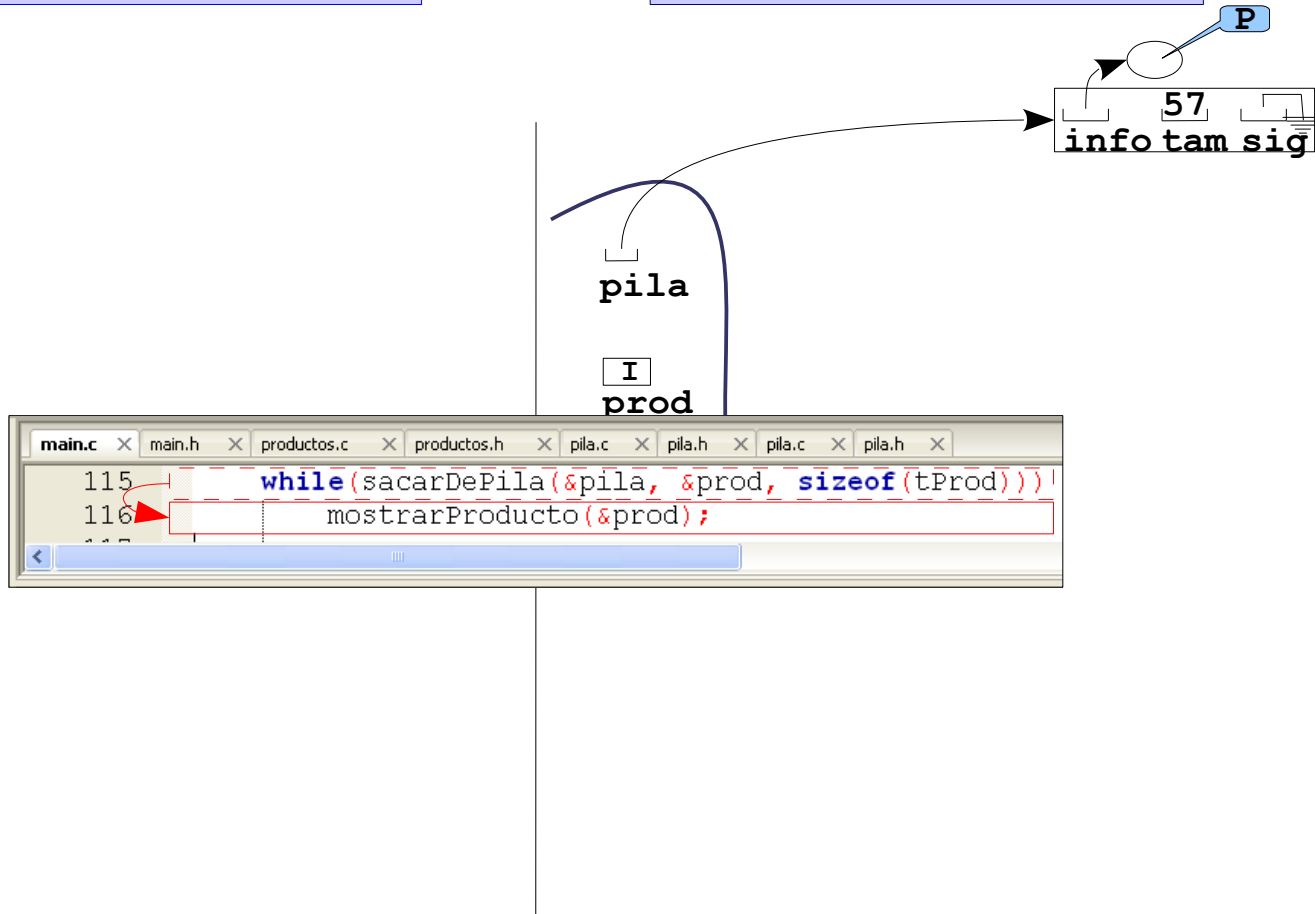 P
57
info tam sig
pila
I
prod
main.c main.h productos.c productos.h pila.c pila.h pila.c pila.h
115 while(sacarDePila(&pila, &prod, sizeof(tProd)))
116 mostrarProducto(&prod);